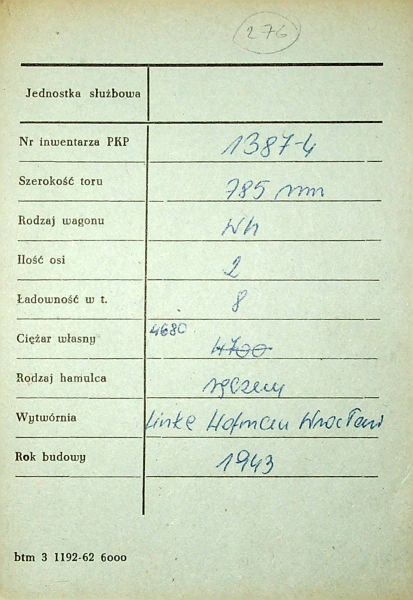 276
Jednostka służbowa
Nr inwentarza PKP 1387-4
Szerokość toru 785 mm
Rodzaj wagonu Wh
Ilość osi 2
Ładowność w t. 8
4680
Ciężar własny 4700
Rodzaj hamulca ręczny
Wytwórnia Linke Hofman Wrocław
Rok budowy 1943
btm 3 1192-62 6000